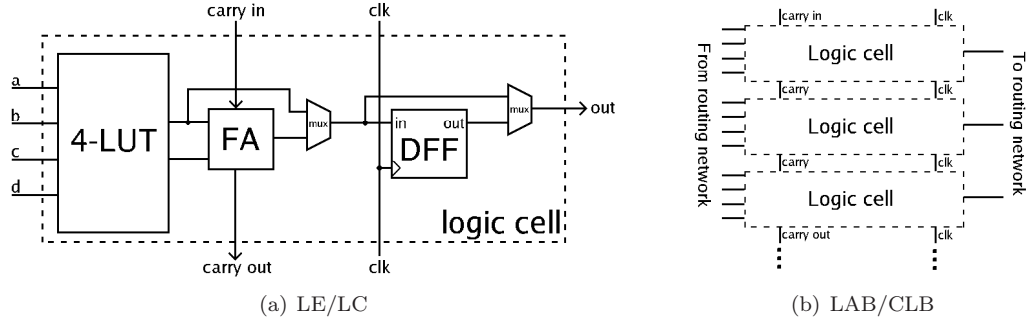 carry in
clk
a
b
c
d
4-LUT
FA
mux
in
out
DFF
mux
out
logic cell
carry out
clk
(a) LE/LC
carry in
clk
From routing network
Logic cell
To routing network
carry
clk
Logic cell
carry
clk
Logic cell
carry out
clk
(b) LAB/CLB